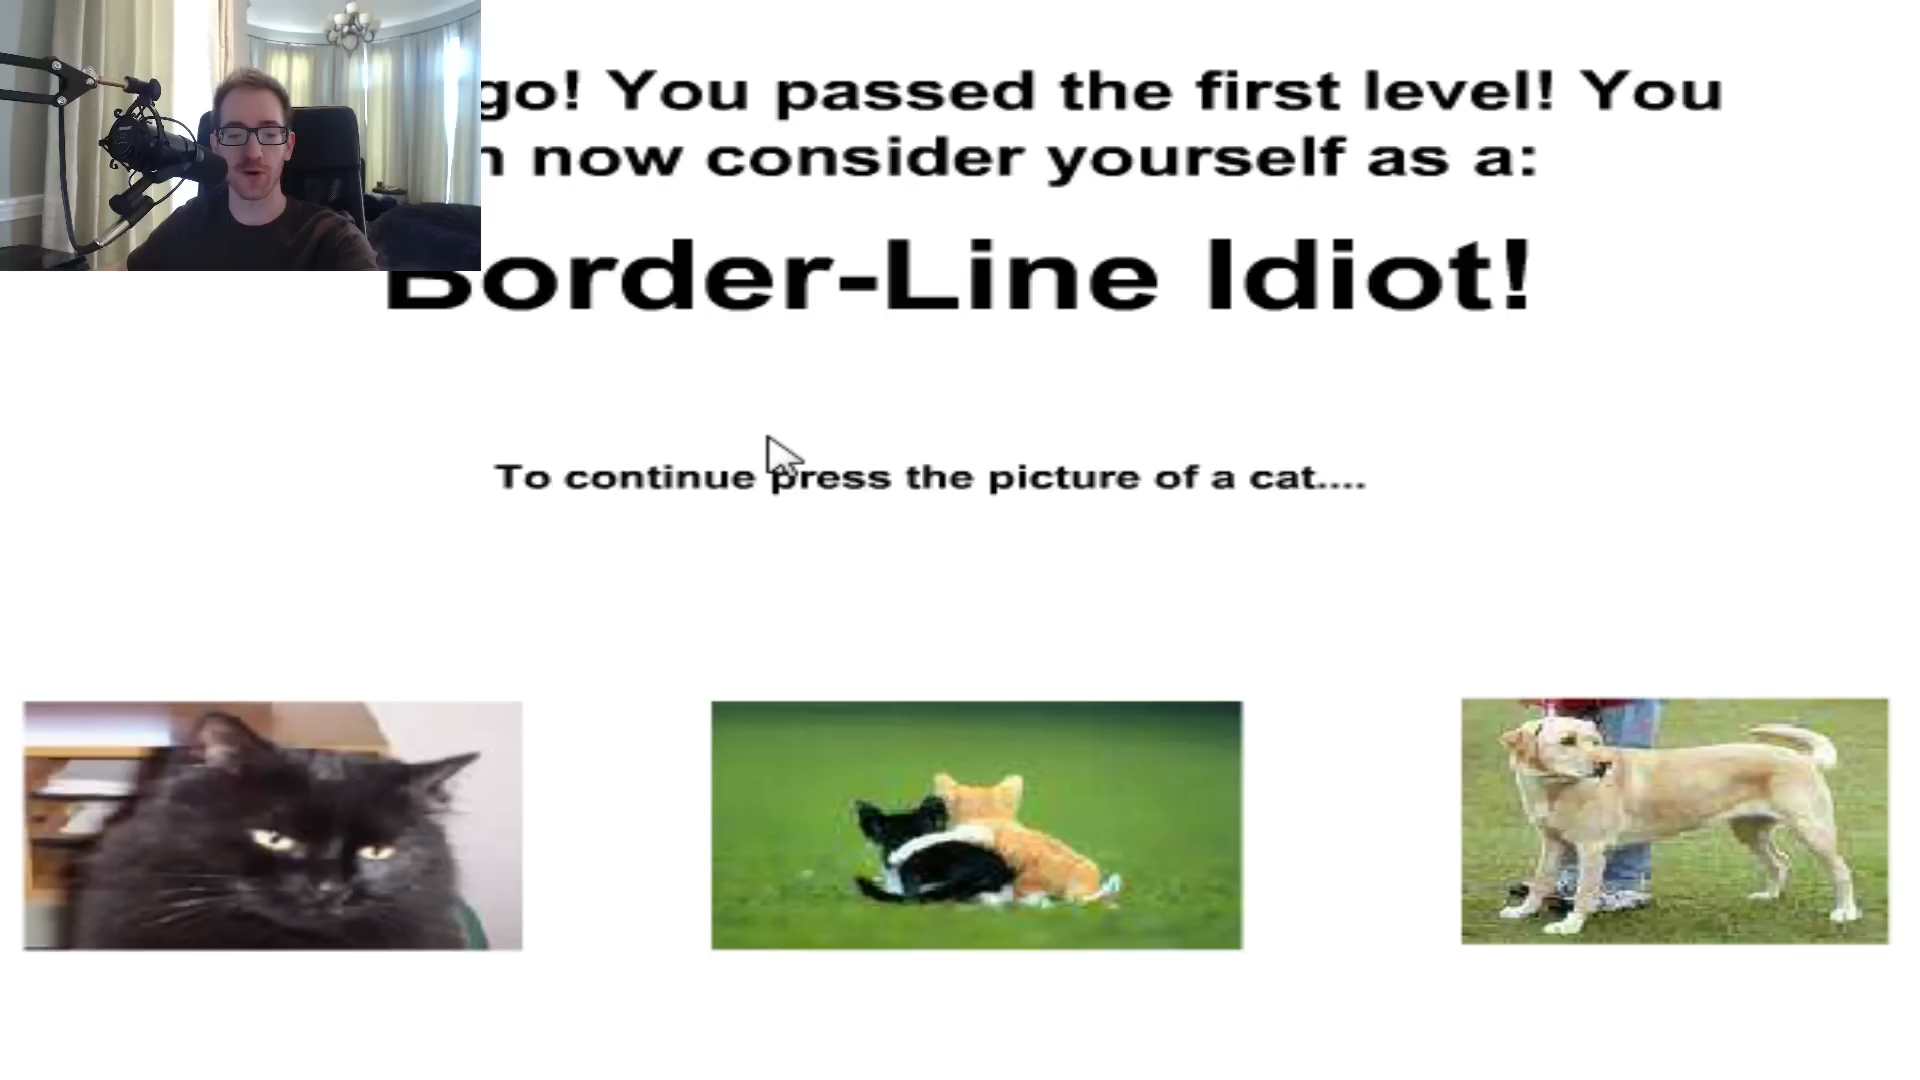 go! You passed the first level! You
now consider yourself as a:
Border-Line Idiot!
To continue press the picture of a cat....